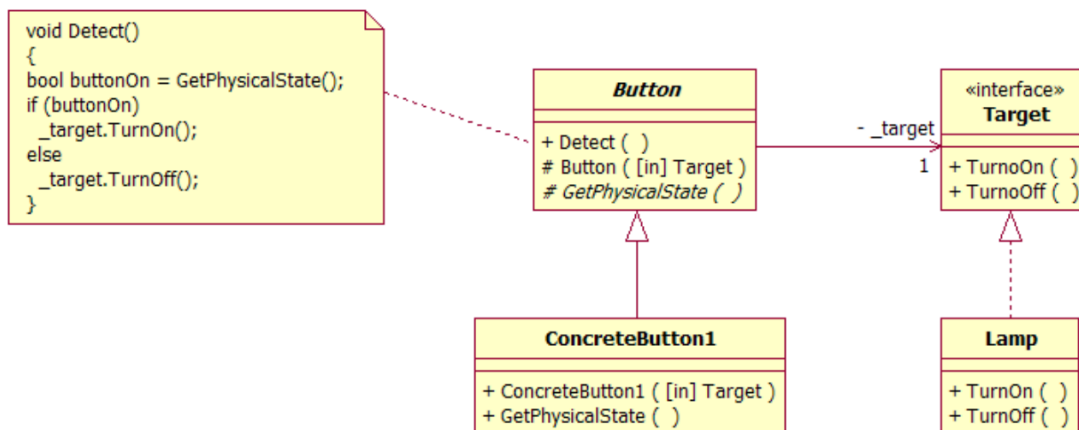 void Detect()
{
bool buttonOn = GetPhysicalState();
if (buttonOn)
_target.TurnOn();
else
_target.TurnOff();
}
Button
+ Detect ( )
# Button ( [in] Target )
# GetPhysicalState ( )
- _target
1
«interface»
Target
+ TurnoOn ( )
+ TurnoOff ( )
ConcreteButton1
+ ConcreteButton1 ( [in] Target )
+ GetPhysicalState ( )
Lamp
+ TurnOn ( )
+ TurnOff ( )